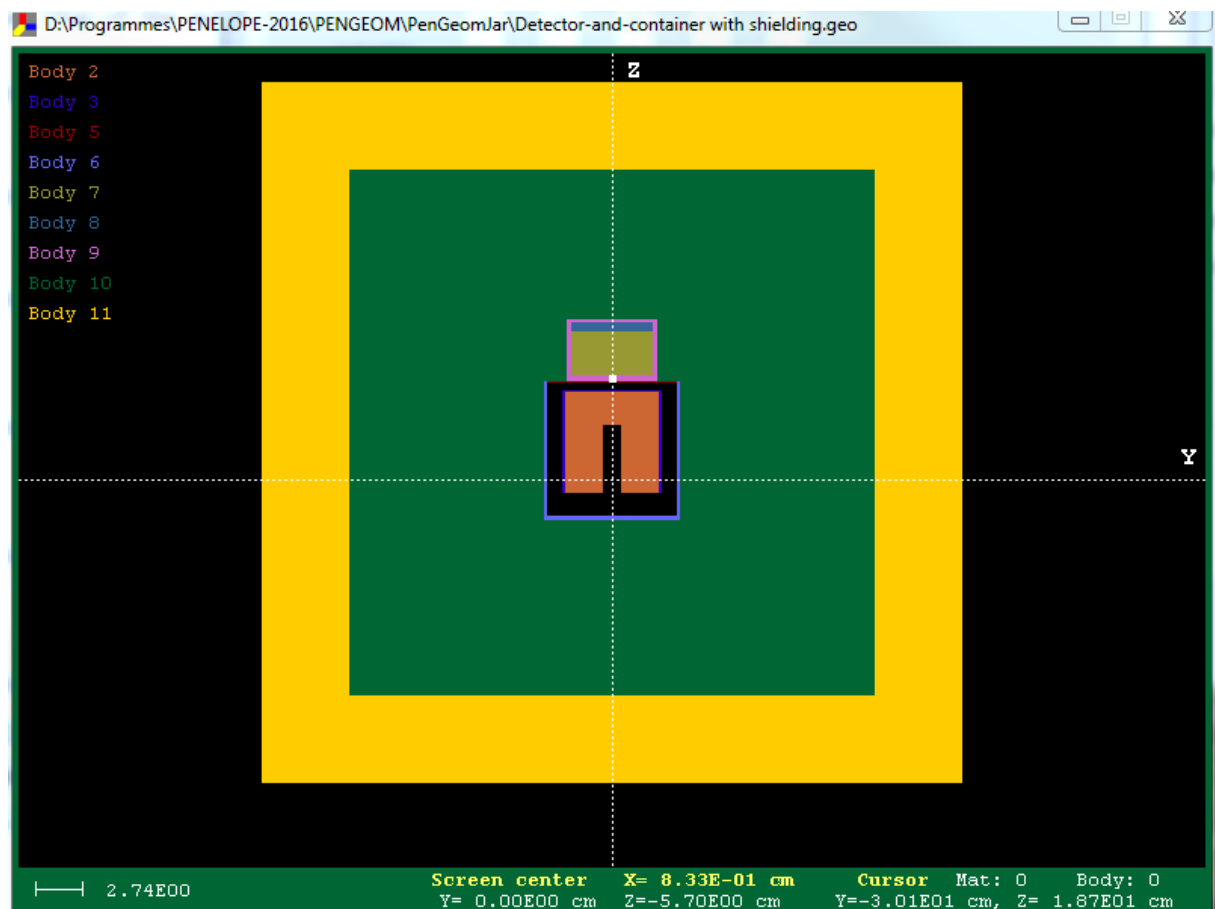 D:\Programmes\PENELOPE-2016\PENGEOM\PenGeomJar\Detector-and-container with shielding.geo
Z
Body 2
Body 3
Body 5
Body 6
Body 7
Body 8
Body 9
Body 10
Body 11
Y
2.74E00
Screen center X= 8.33E-01 cm Cursor Mat: 0 Body: 0
Y= 0.00E00 cm Z=-5.70E00 cm Y=-3.01E01 cm, Z= 1.87E01 cm